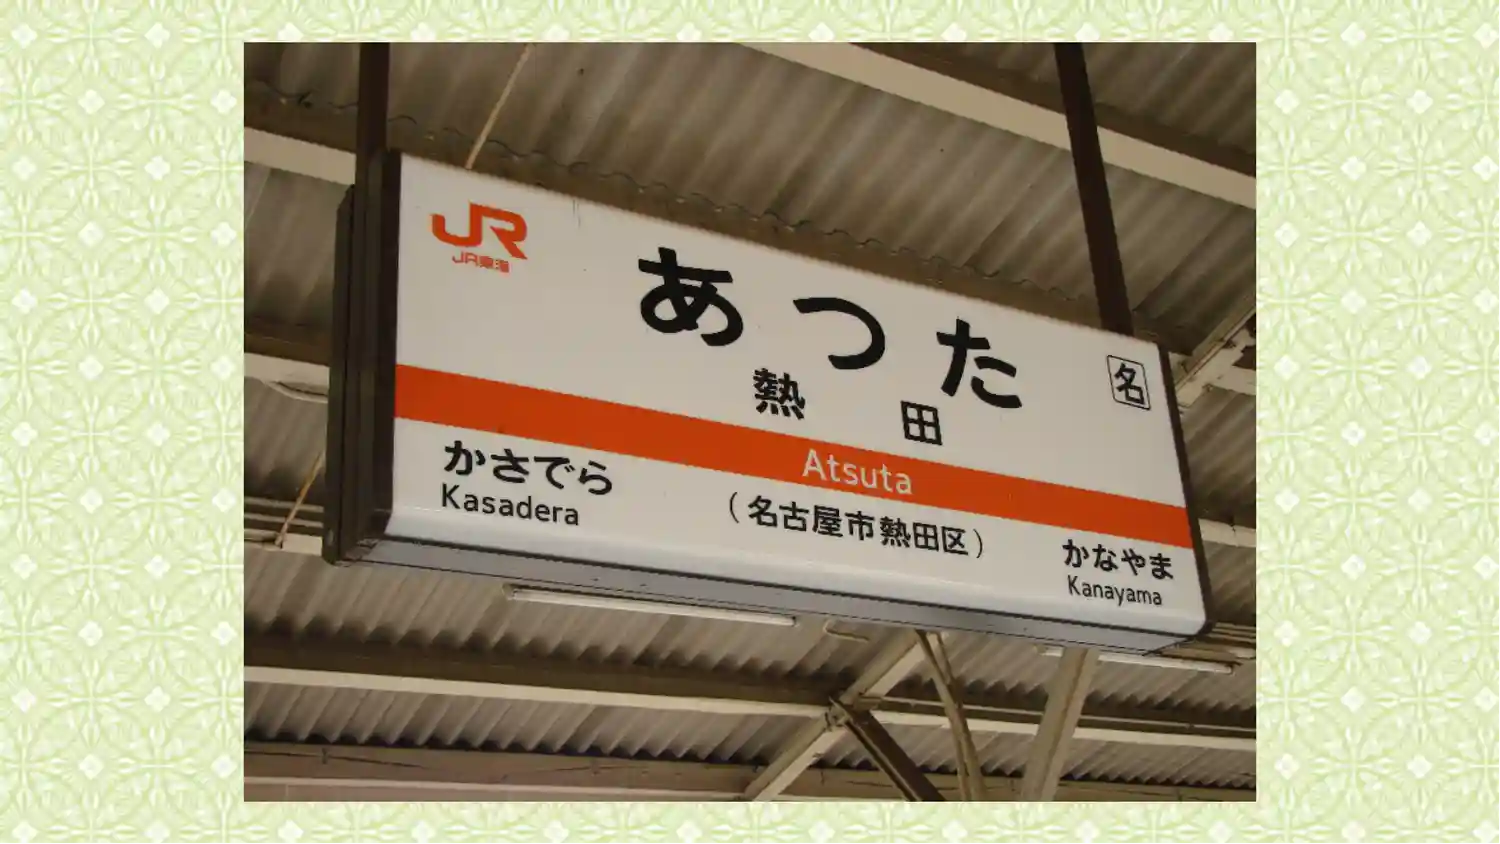 JR
JR東海
あつた
名
熱田
Atsuta
かさでら
Kasadera
(名古屋市熱田区)
かなやま
Kanayama